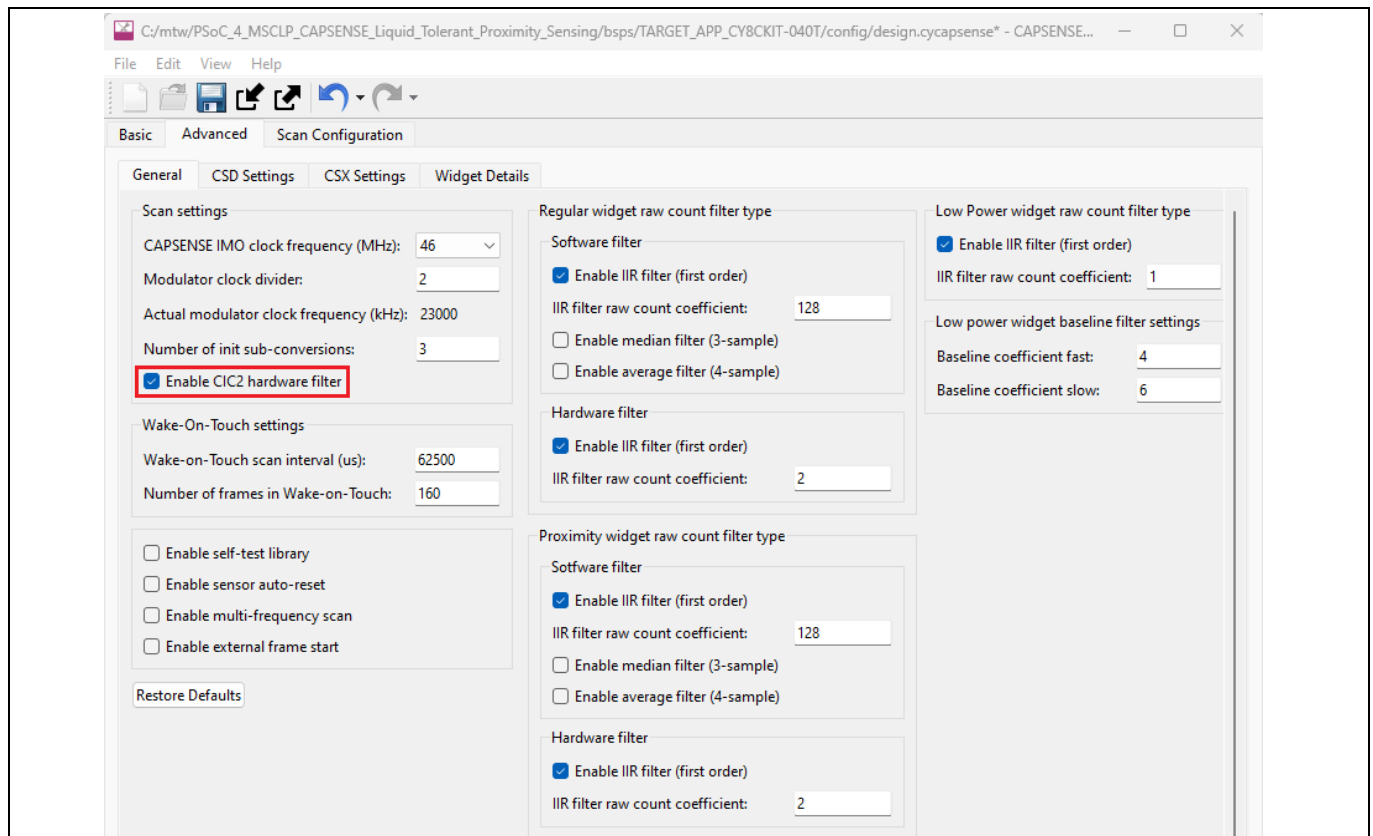 C:/mtw/PSoC_4_MSCLP_CAPSENSE_Liquid_Tolerant_Proximity_Sensing/bsps/TARGET_APP_CY8CKIT-040T/config/design.cycapsense* - CAPSENSE...
File Edit View Help
Basic Advanced Scan Configuration
General CSD Settings CSX Settings Widget Details
Scan settings
CAPSENSE IMO clock frequency (MHz): 46
Modulator clock divider: 2
Actual modulator clock frequency (kHz): 23000
Number of init sub-conversions: 3
Enable CIC2 hardware filter
Wake-On-Touch settings
Wake-on-Touch scan interval (us): 62500
Number of frames in Wake-on-Touch: 160
Enable self-test library
Enable sensor auto-reset
Enable multi-frequency scan
Enable external frame start
Restore Defaults
Regular widget raw count filter type
Software filter
Enable IIR filter (first order)
IIR filter raw count coefficient: 128
Enable median filter (3-sample)
Enable average filter (4-sample)
Hardware filter
Enable IIR filter (first order)
IIR filter raw count coefficient: 2
Proximity widget raw count filter type
Sotfware filter
Enable IIR filter (first order)
IIR filter raw count coefficient: 128
Enable median filter (3-sample)
Enable average filter (4-sample)
Hardware filter
Enable IIR filter (first order)
IIR filter raw count coefficient: 2
Low Power widget raw count filter type
Enable IIR filter (first order)
IIR filter raw count coefficient: 1
Low power widget baseline filter settings
Baseline coefficient fast: 4
Baseline coefficient slow: 6